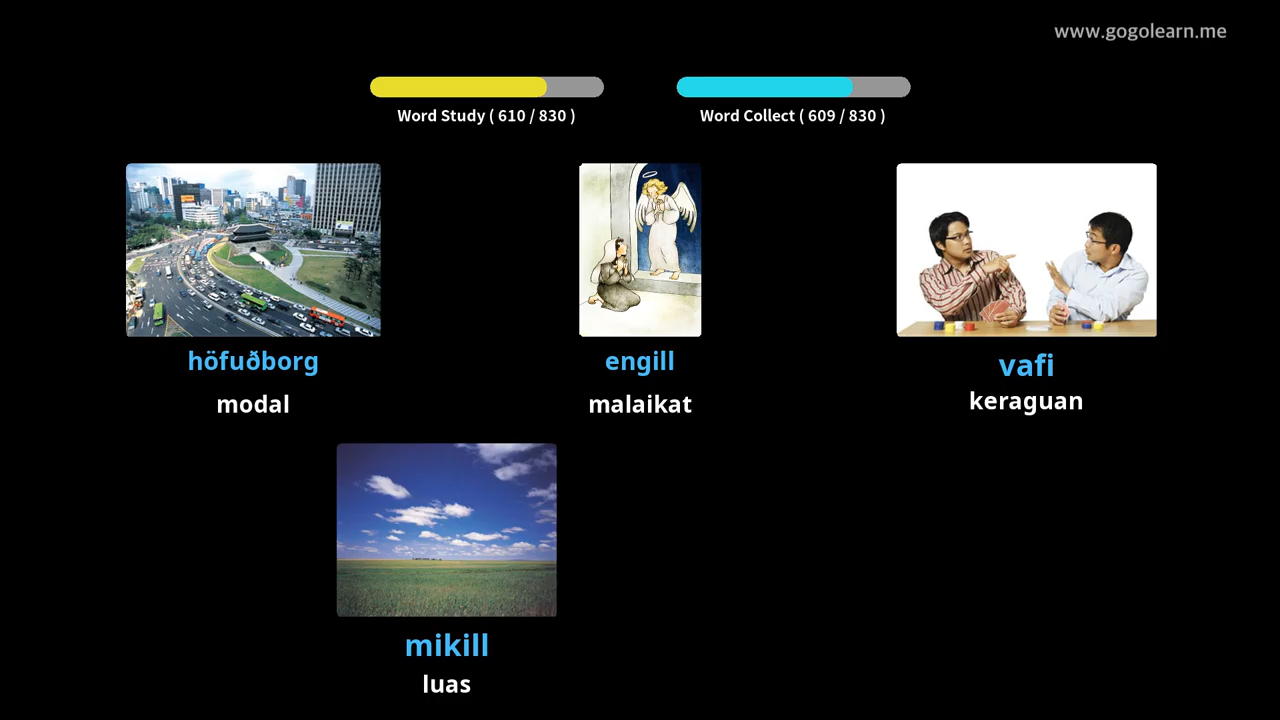 www.gogolearn.me
Word Study ( 610 / 830 )
Word Collect ( 609 / 830 )
höfuðborg
modal
engill
malaikat
vafi
keraguan
mikill
luas